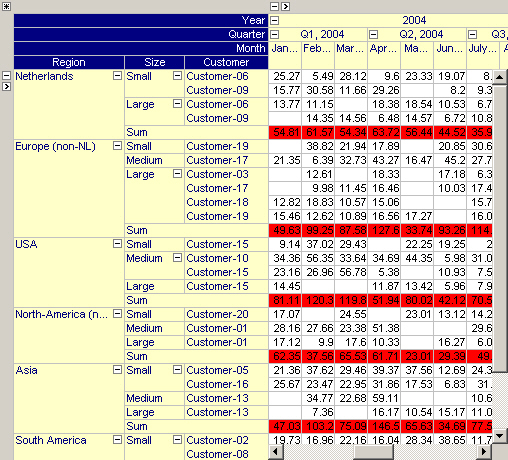 Year 2004
Quarter Q1, 2004 Q2, 2004 Q3,
Month Jan... Feb... Mar... Apr... Ma... Jun... July
Region Size Customer
Netherlands Small Customer-06 25.27 5.49 28.12 9.6 23.33 19.07 8.
Customer-09 15.77 30.58 11.66 29.26 8.2 9.3
Large Customer-06 13.77 11.15 18.38 18.54 10.53 6.7
Customer-09 14.35 14.56 6.48 14.57 6.72 10.8
Sum 54.81 61.57 54.34 63.72 56.44 44.52 35.9
Europe (non-NL) Small Customer-19 38.82 21.94 17.89 20.85 30.6
Medium Customer-17 21.35 6.39 32.73 43.27 16.47 45.2 27.7
Large Customer-03 12.61 18.33 17.18 6.3
Customer-17 9.98 11.45 16.46 10.03 17.4
Customer-18 12.82 18.83 10.57 15.06 15.7
Customer-19 15.46 12.62 10.89 16.56 17.27 16.0
Sum 49.63 99.25 87.58 127.6 33.74 93.26 114.
USA Small Customer-15 9.14 37.02 29.43 22.25 19.25 2
Medium Customer-10 34.36 56.35 33.64 34.69 44.35 5.98 31.0
Customer-15 23.16 26.96 56.78 5.38 10.93 7.5
Large Customer-15 14.45 11.87 13.42 5.96 7.9
Sum 81.11 120.3 119.8 51.94 80.02 42.12 70.5
North-America (n... Small Customer-20 17.07 24.55 23.01 13.12 14.2
Medium Customer-01 28.16 27.66 23.38 51.38 29.6
Large Customer-01 17.12 9.9 17.6 10.33 16.27 6.0
Sum 62.35 37.56 65.53 61.71 23.01 29.39 49.
Asia Small Customer-05 21.36 37.62 29.46 39.37 37.56 12.69 24.3
Customer-16 25.67 23.47 22.95 31.86 17.53 6.83 31.
Medium Customer-13 34.77 22.68 59.11 10.6
Large Customer-13 7.36 16.17 10.54 15.17 11.0
Sum 47.03 103.2 75.09 146.5 65.63 34.69 77.5
South America Small Customer-02 19.73 16.96 22.16 16.04 28.34 38.65 11.7
Customer-08